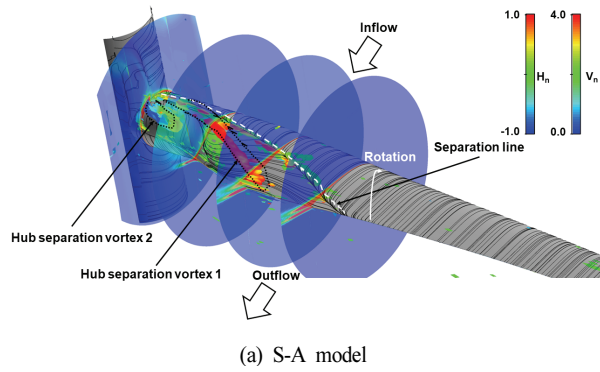 1.0
4.0
Inflow
Hn
Vn
-1.0
0.0
Separation line
Rotation
Hub separation vortex 2
Hub separation vortex 1
Outflow
(a) S-A model